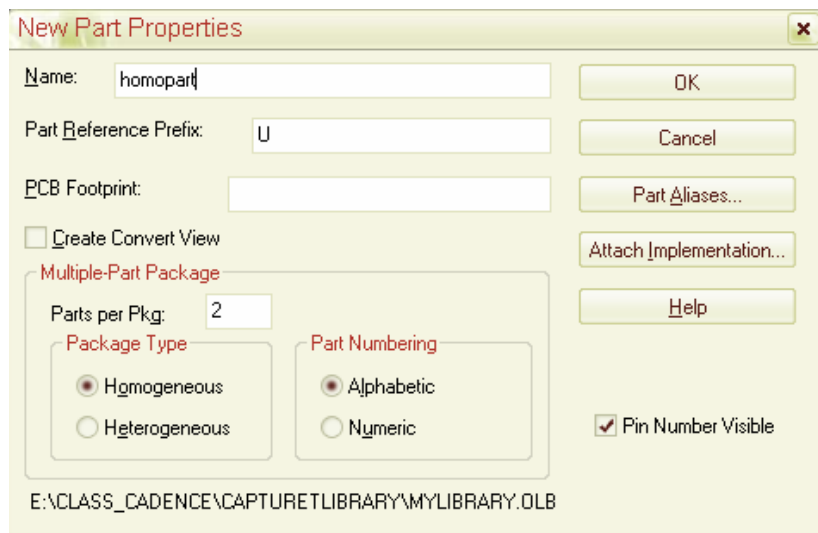 New Part Properties
Name: homopart OK
Part Reference Prefix: U Cancel
PCB Footprint: Part Aliases...
Create Convert View Attach Implementation...
Multiple-Part Package
Parts per Pkg: 2 Help
Package Type Part Numbering
Homogeneous Alphabetic
Heterogeneous Numeric Pin Number Visible
E:\CLASS_CADENCE\CAPTURETLIBRARY\MYLIBRARY.OLB